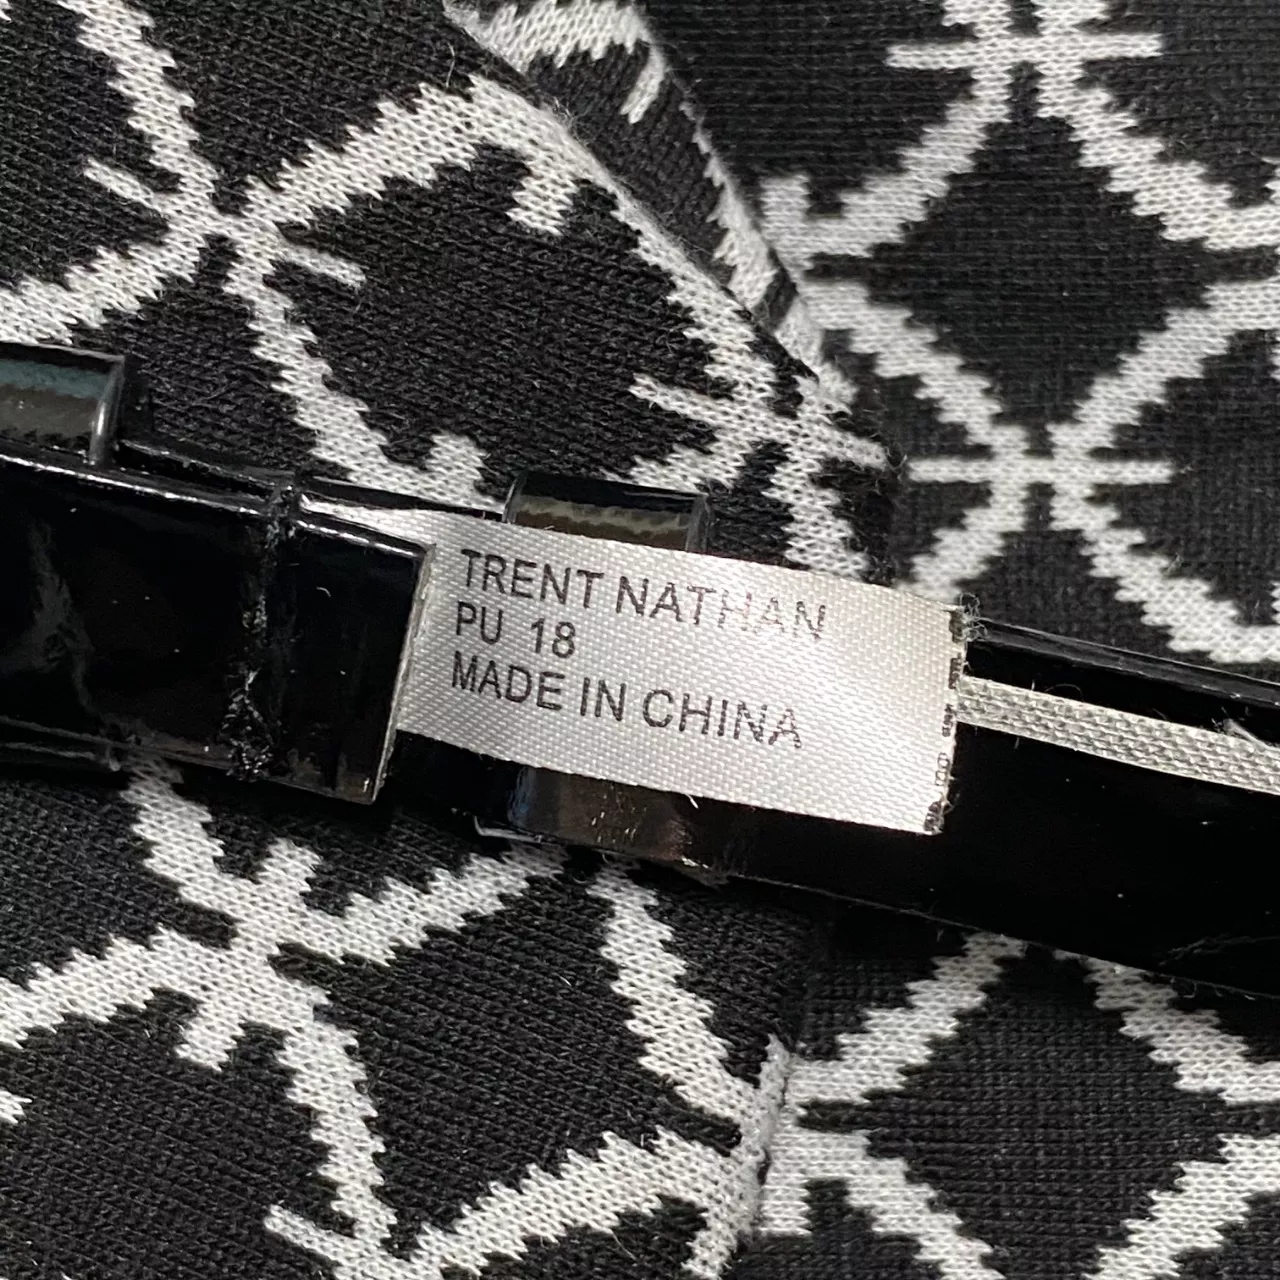 TRENT NATHAN
PU 18
MADE IN CHINA